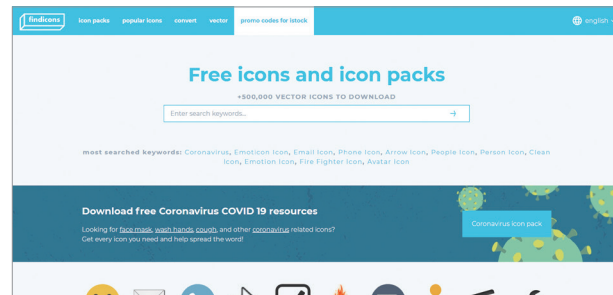 findicons
icon packs
popular icons
convert
vector
promo codes for istock
english
Free icons and icon packs
+500,000 VECTOR ICONS TO DOWNLOAD
Enter search keywords...
most searched keywords: Coronavirus, Emoticon Icon, Email Icon, Phone Icon, Arrow Icon, People Icon, Person Icon, Clean
Icon, Emotion Icon, Fire Fighter Icon, Avatar Icon
Download free Coronavirus COVID 19 resources
Looking for face mask, wash hands, cough, and other coronavirus related icons?
Get every icon you need and help spread the word!
Coronavirus icon pack